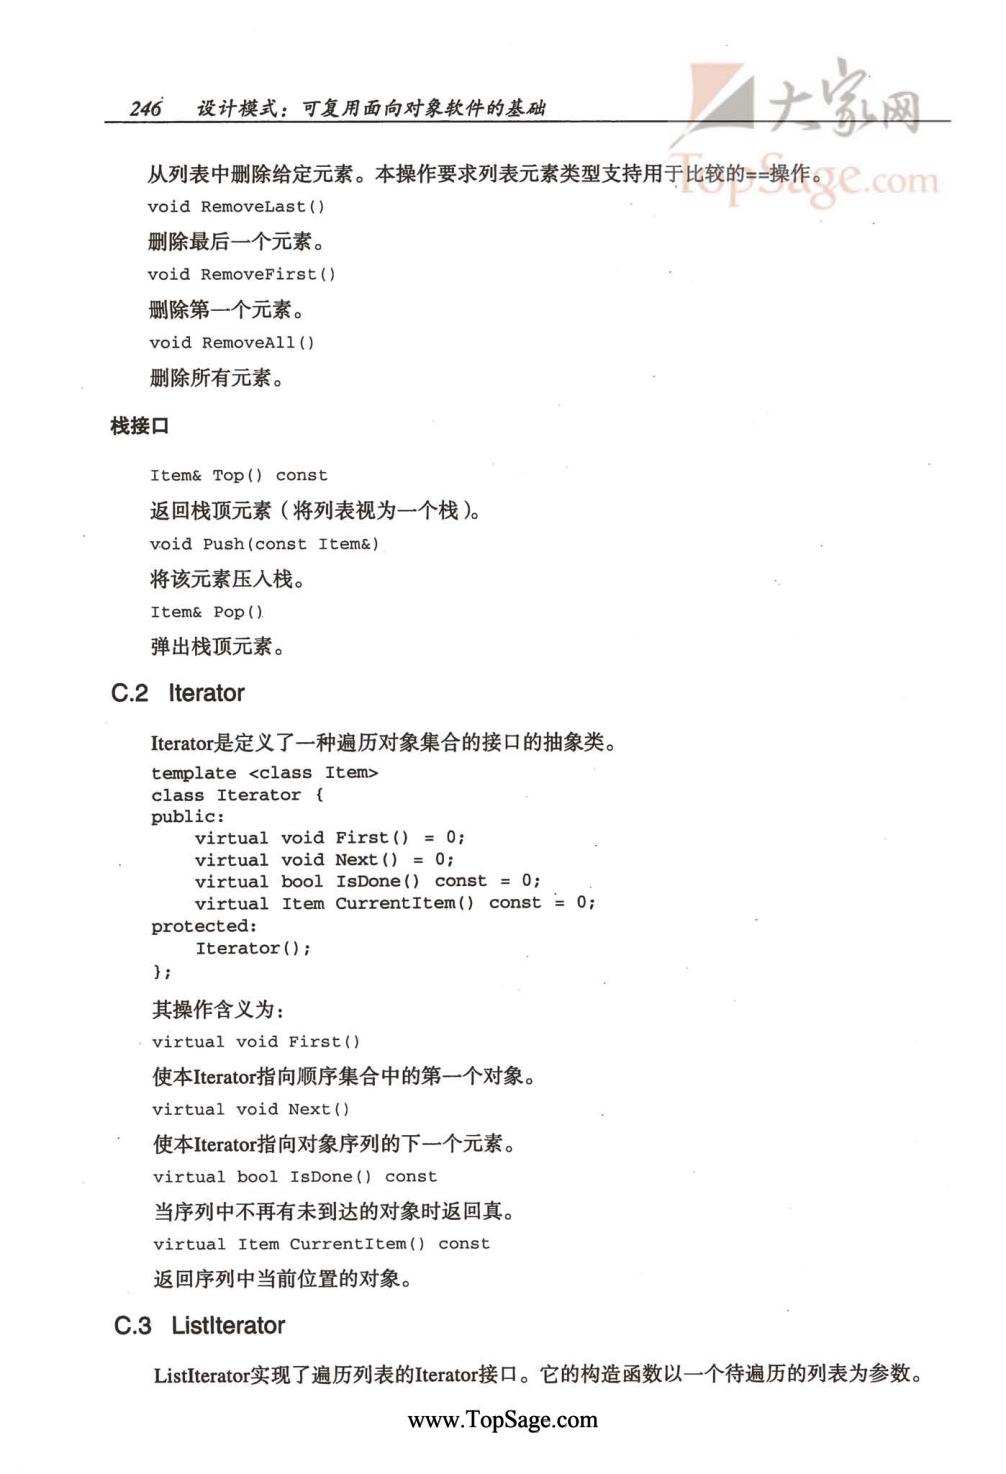 246 设计模式：可复用面向对象软件的基础
大家网
TopSage.com
从列表中删除给定元素。本操作要求列表元素类型支持用于比较的==操作。
void RemoveLast()
删除最后一个元素。
void RemoveFirst()
删除第一个元素。
void RemoveAll()
删除所有元素。
栈接口
Item& Top() const
返回栈顶元素（将列表视为一个栈）。
void Push(const Item&)
将该元素压入栈。
Item& Pop()
弹出栈顶元素。
C.2 Iterator
Iterator是定义了一种遍历对象集合的接口的抽象类。
template <class Item>
class Iterator {
public:
    virtual void First() = 0;
    virtual void Next() = 0;
    virtual bool IsDone() const = 0;
    virtual Item CurrentItem() const = 0;
protected:
    Iterator();
};
其操作含义为：
virtual void First()
使本Iterator指向顺序集合中的第一个对象。
virtual void Next()
使本Iterator指向对象序列的下一个元素。
virtual bool IsDone() const
当序列中不再有未到达的对象时返回真。
virtual Item CurrentItem() const
返回序列中当前位置的对象。
C.3 ListIterator
ListIterator实现了遍历列表的Iterator接口。它的构造函数以一个待遍历的列表为参数。
www.TopSage.com